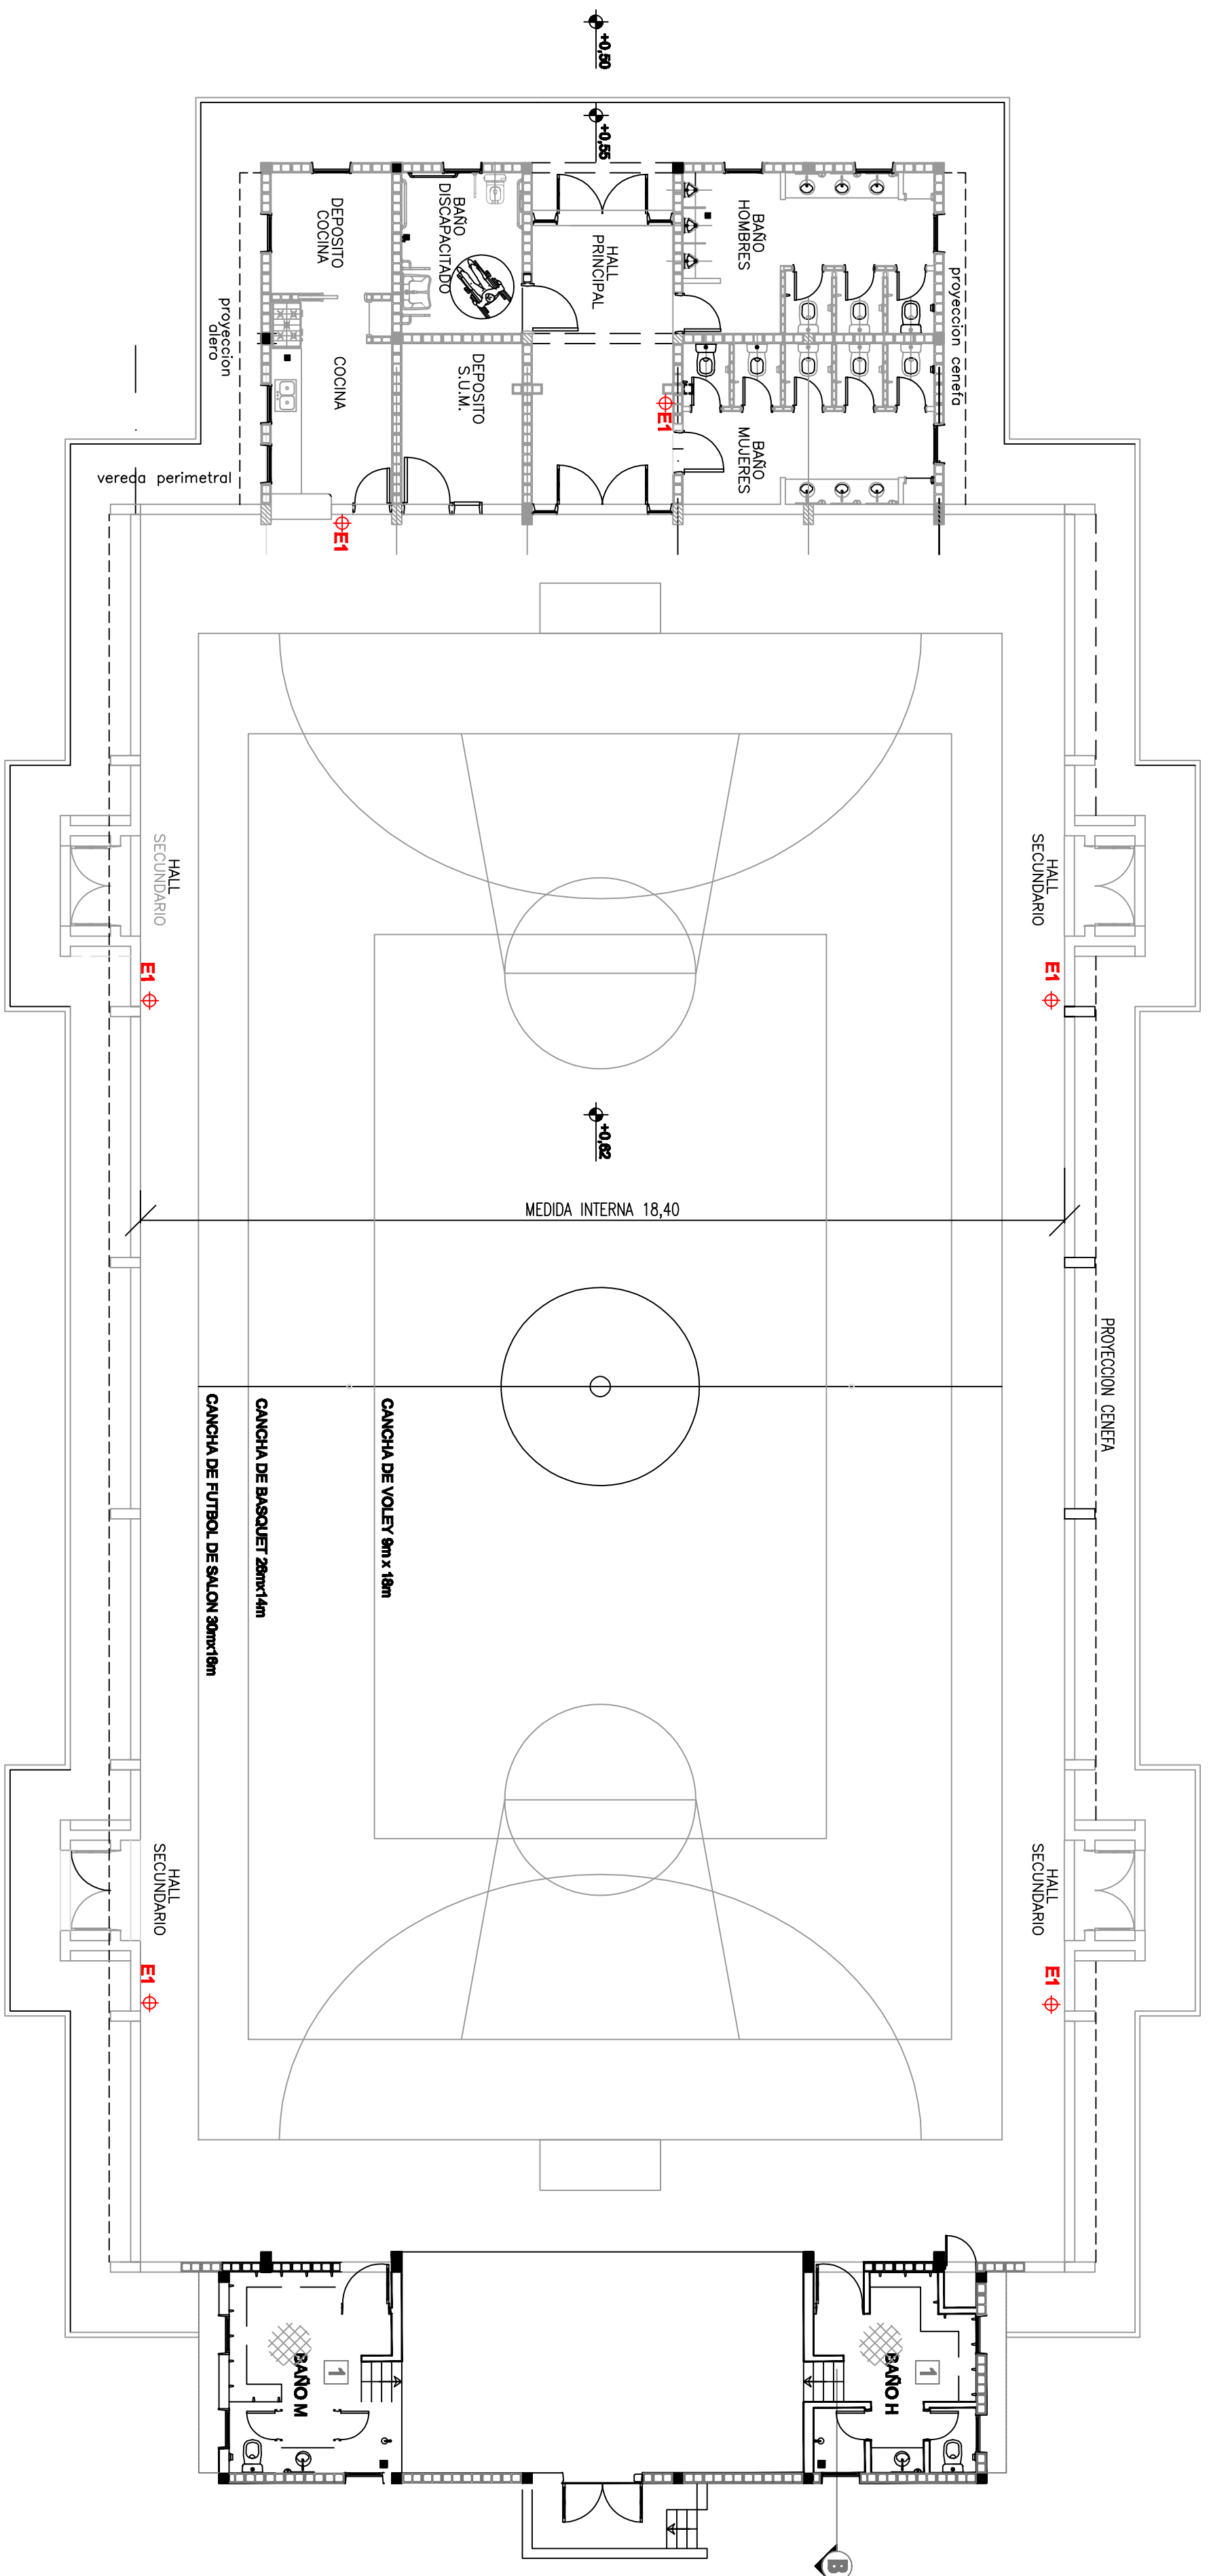 +0,50
+0,55
DEPOSITO
COCINA
BAÑO
DISCAPACITADO
HALL
PRINCIPAL
BAÑO
HOMBRES
proyeccion cenefa
proyeccion
alero
COCINA
DEPOSITO
S.U.M.
E1
BAÑO
MUJERES
vereda perimetral
E1
HALL
SECUNDARIO
HALL
SECUNDARIO
E1
E1
+0,62
MEDIDA INTERNA 18,40
PROYECCION CENEFA
CANCHA DE FUTBOL DE SALON 30mx16m
CANCHA DE BASQUET 26mx14m
CANCHA DE VOLEY 9m x 18m
HALL
SECUNDARIO
HALL
SECUNDARIO
E1
E1
BAÑO M
1
BAÑO H
1
B